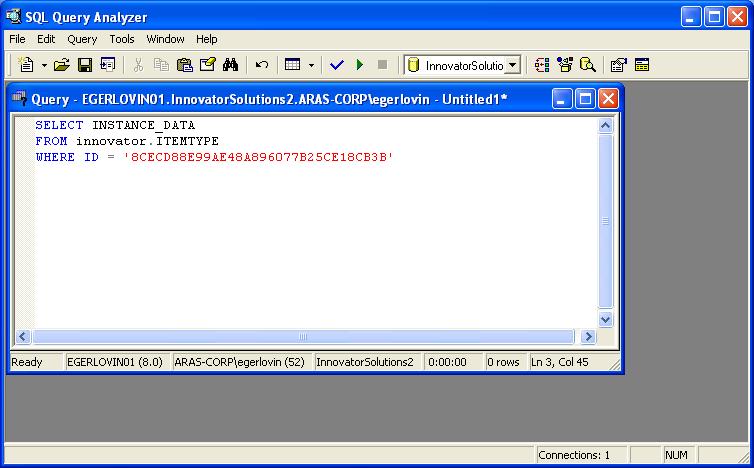 SQL Query Analyzer
File Edit Query Tools Window Help
InnovatorSolutio
Query - EGERLOVIN01.InnovatorSolutions2.ARAS-CORP\egerlovin - Untitled1*
SELECT INSTANCE_DATA
FROM innovator.ITEMTYPE
WHERE ID = '8CECD88E99AE48A896077B25CE18CB3B'
Ready EGERLOVIN01 (8.0) ARAS-CORP\egerlovin (52) InnovatorSolutions2 0:00:00 0 rows Ln 3, Col 45
Connections: 1 NUM